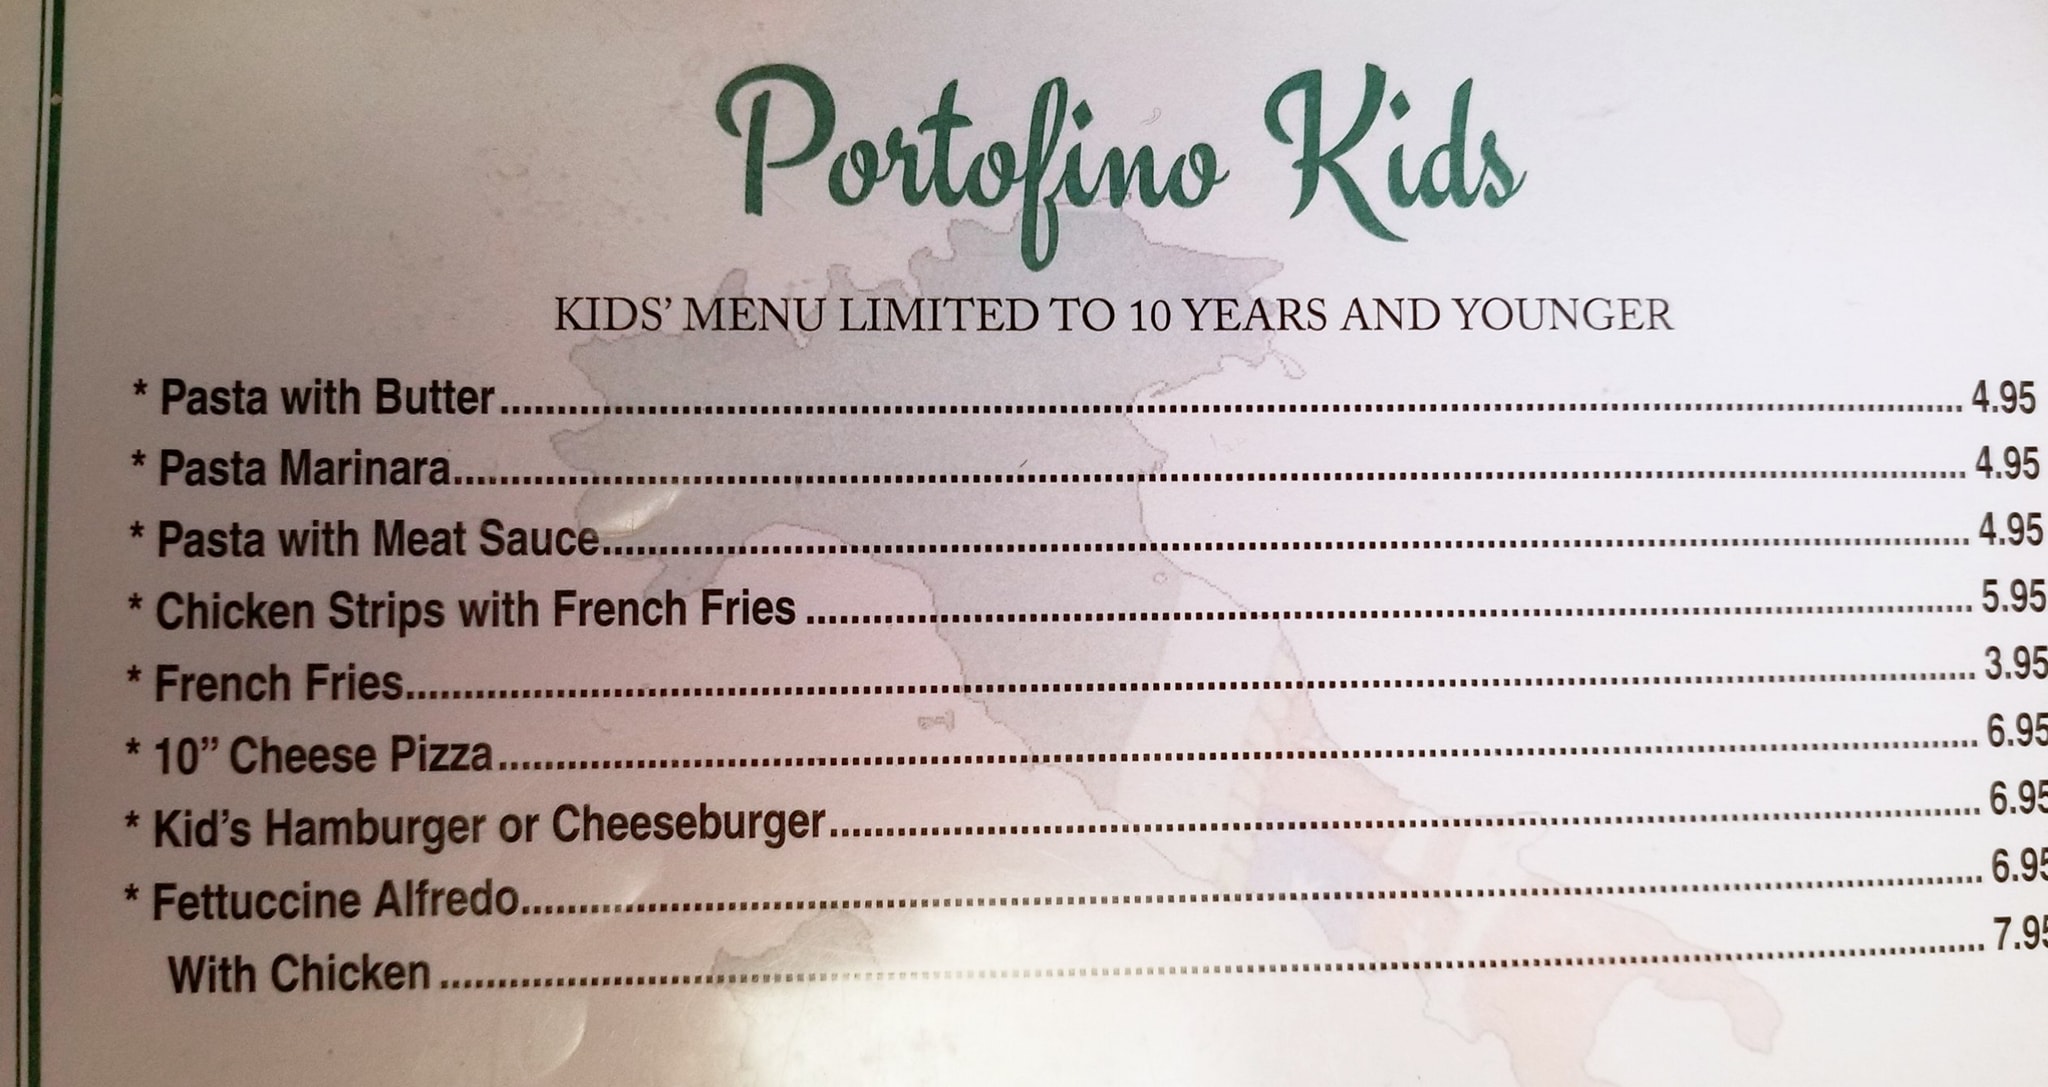 Portofino Kids
KIDS' MENU LIMITED TO 10 YEARS AND YOUNGER
* Pasta with Butter........................................ 4.95
* Pasta Marinara........................................ 4.95
* Pasta with Meat Sauce........................................ 4.95
* Chicken Strips with French Fries ........................................ 5.95
* French Fries........................................ 3.95
* 10” Cheese Pizza........................................ 6.95
* Kid’s Hamburger or Cheeseburger........................................ 6.95
* Fettuccine Alfredo........................................ 6.95
With Chicken ........................................ 7.95